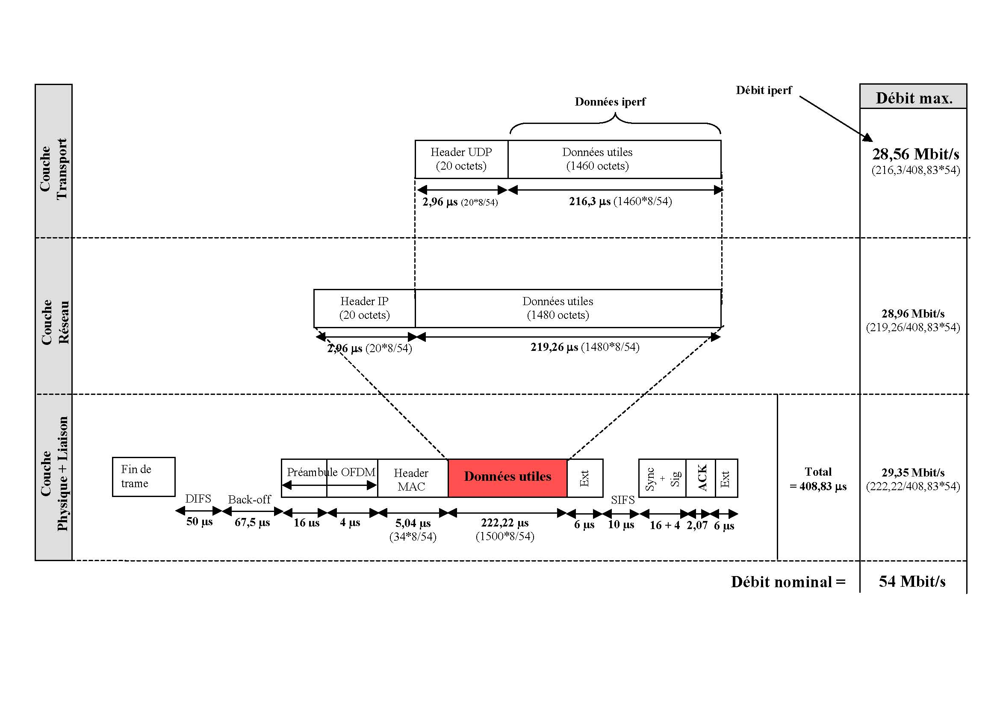 Débit iperf
Débit max.
Données iperf
Couche
Transport
Header UDP
(20 octets)
Données utiles
(1460 octets)
2,96 µs (20*8/54)
216,3 µs (1460*8/54)
28,56 Mbit/s
(216,3/408,83*54)
Couche
Réseau
Header IP
(20 octets)
Données utiles
(1480 octets)
2,96 µs (20*8/54)
219,26 µs (1480*8/54)
28,96 Mbit/s
(219,26/408,83*54)
Couche
Physique + Liaison
Fin de
trame
DIFS
50 µs
Back-off
67,5 µs
Préambule OFDM
16 µs
4 µs
Header
MAC
5,04 µs
(34*8/54)
Données utiles
222,22 µs
(1500*8/54)
Ext
6 µs
SIFS
10 µs
Sync
+
Sig
16 + 4
ACK
2,07
Ext
6 µs
Total
= 408,83 µs
29,35 Mbit/s
(222,22/408,83*54)
Débit nominal =
54 Mbit/s